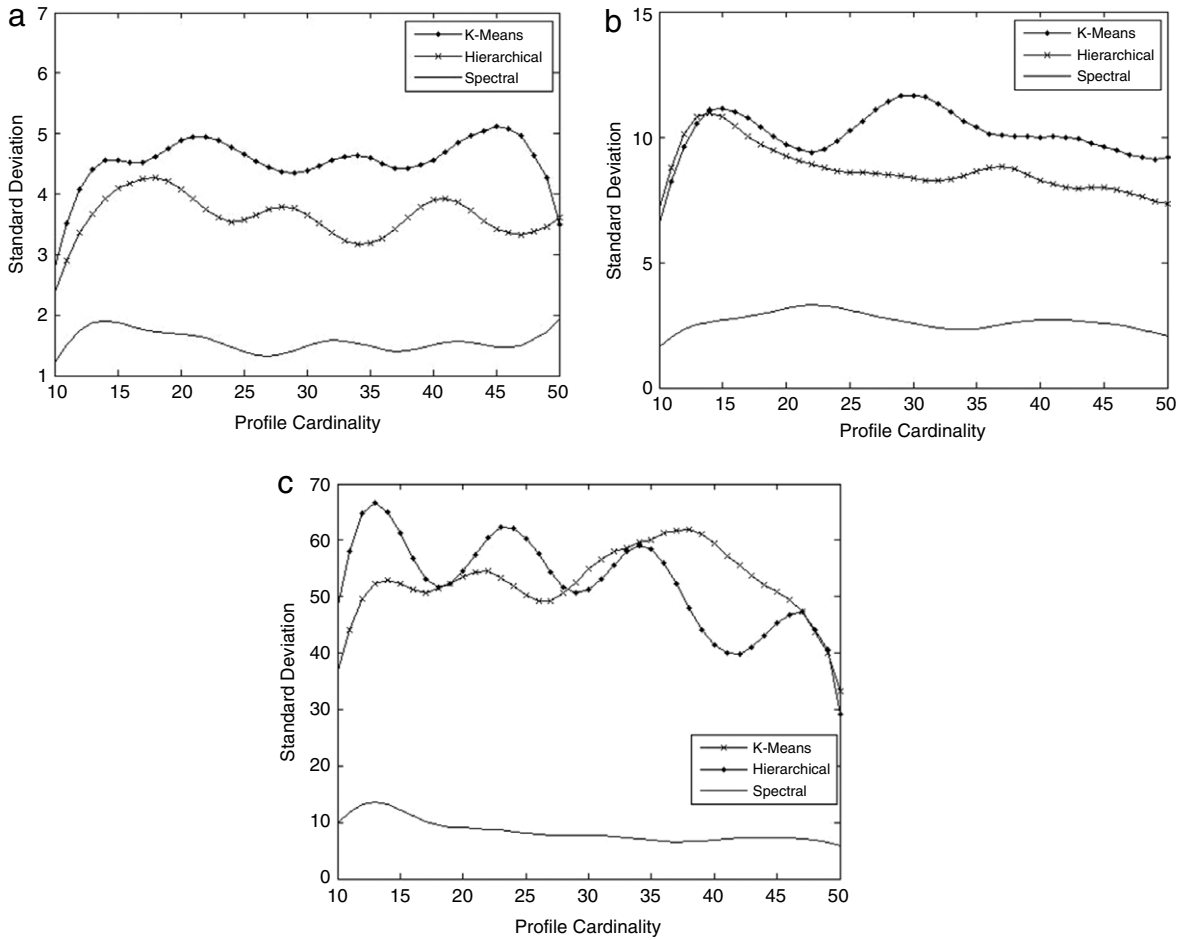 a
7
6
5
4
3
2
1
Standard Deviation
K-Means
Hierarchical
Spectral
10 15 20 25 30 35 40 45 50
Profile Cardinality
b
15
10
5
0
Standard Deviation
K-Means
Hierarchical
Spectral
10 15 20 25 30 35 40 45 50
Profile Cardinality
c
70
60
50
40
30
20
10
0
Standard Deviation
K-Means
Hierarchical
Spectral
10 15 20 25 30 35 40 45 50
Profile Cardinality